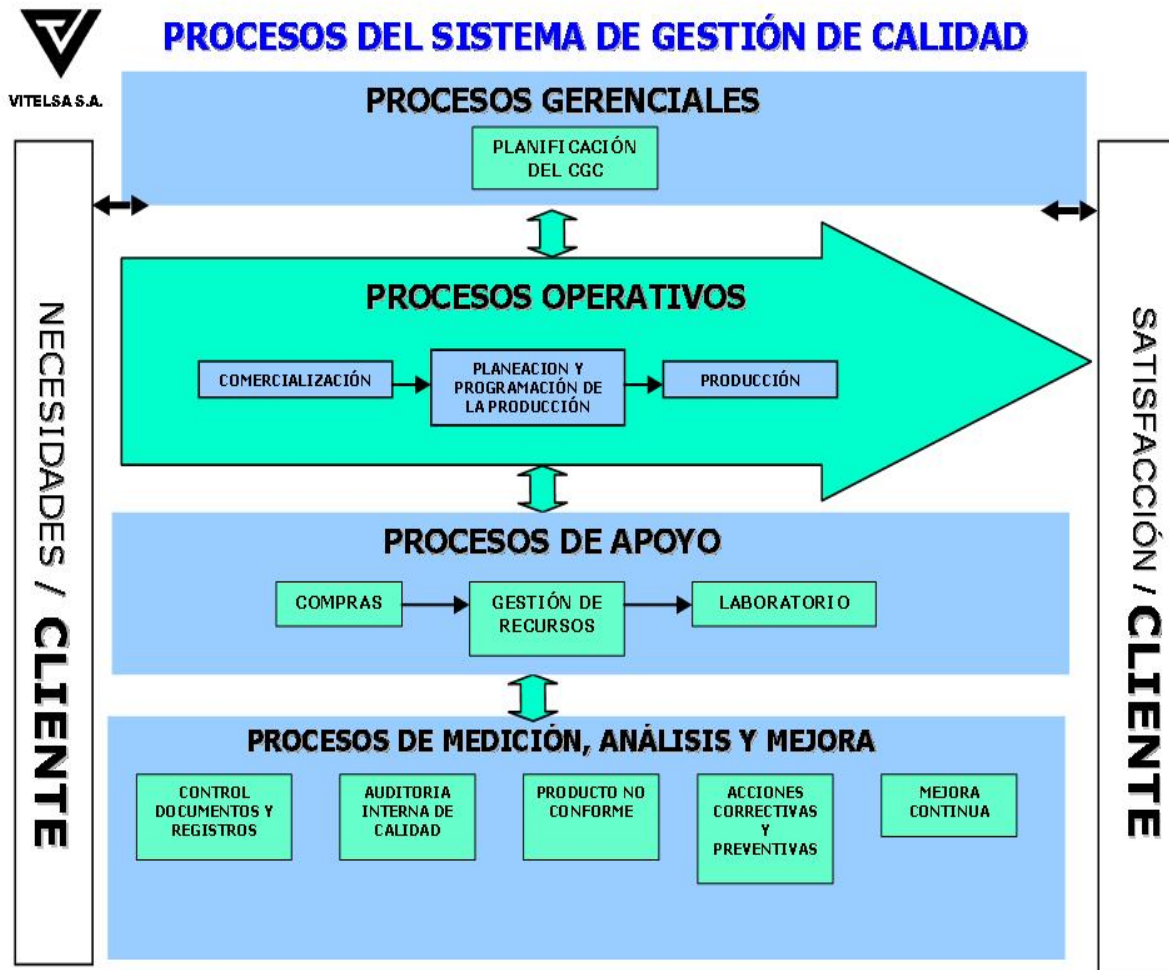 PROCESOS DEL SISTEMA DE GESTIÓN DE CALIDAD
VITELSA S.A.
PROCESOS GERENCIALES
PLANIFICACIÓN
DEL CGC
NECESIDADES / CLIENTE
PROCESOS OPERATIVOS
COMERCIALIZACIÓN
PLANEACION Y
PROGRAMACIÓN DE
LA PRODUCCIÓN
PRODUCCIÓN
PROCESOS DE APOYO
COMPRAS
GESTIÓN DE
RECURSOS
LABORATORIO
PROCESOS DE MEDICIÓN, ANÁLISIS Y MEJORA
CONTROL
DOCUMENTOS Y
REGISTROS
AUDITORIA
INTERNA DE
CALIDAD
PRODUCTO NO
CONFORME
ACCIONES
CORRECTIVAS
Y
PREVENTIVAS
MEJORA
CONTINUA
SATISFACCIÓN / CLIENTE